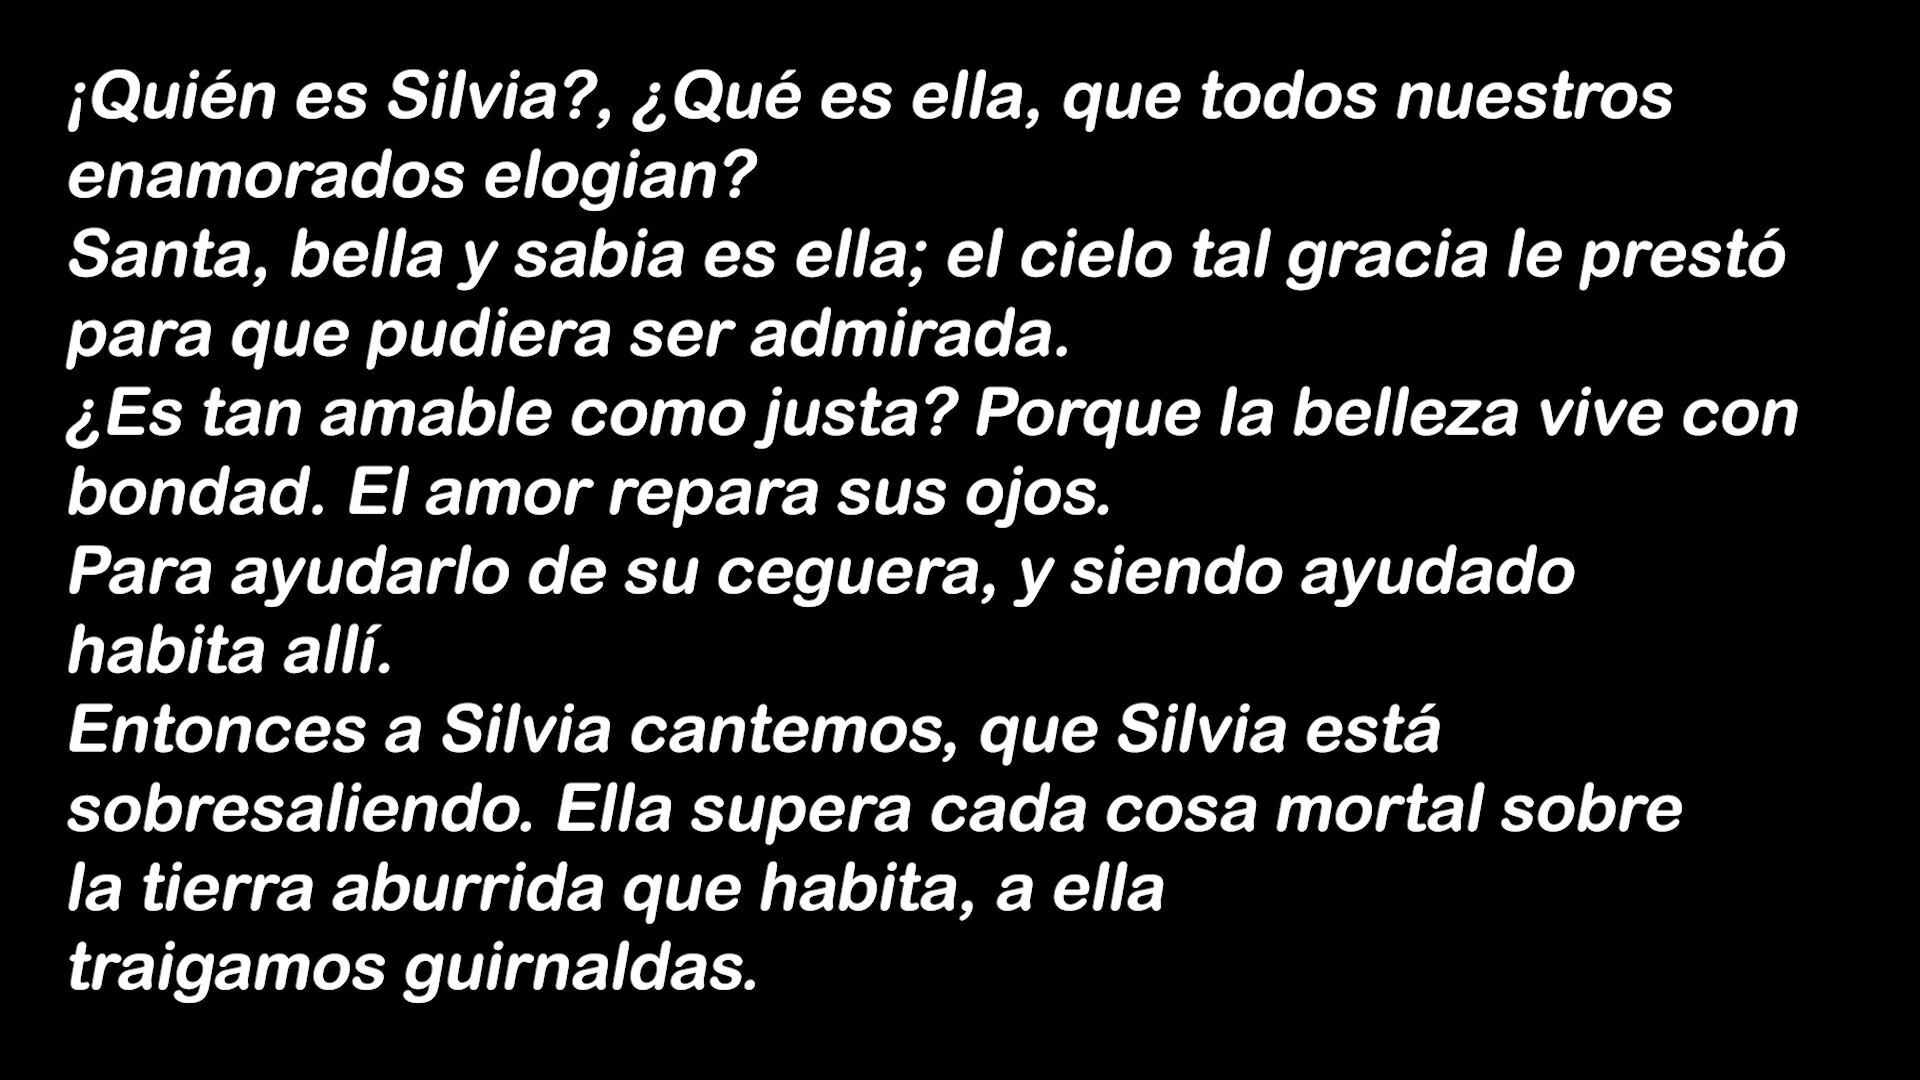 ¡Quién es Silvia?, ¿Qué es ella, que todos nuestros
enamorados elogian?
Santa, bella y sabia es ella; el cielo tal gracia le prestó
para que pudiera ser admirada.
¿Es tan amable como justa? Porque la belleza vive con
bondad. El amor repara sus ojos.
Para ayudarlo de su ceguera, y siendo ayudado
habita allí.
Entonces a Silvia cantemos, que Silvia está
sobresaliendo. Ella supera cada cosa mortal sobre
la tierra aburrida que habita, a ella
traigamos guirnaldas.